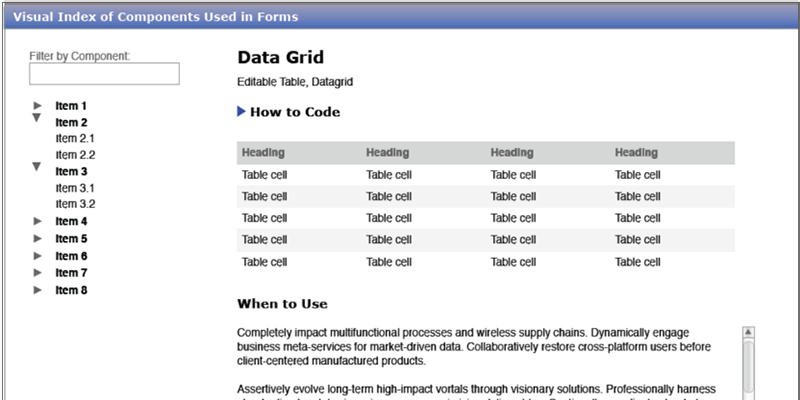 Visual Index of Components Used in Forms
Filter by Component:
Item 1
Item 2
Item 2.1
Item 2.2
Item 3
Item 3.1
Item 3.2
Item 4
Item 5
Item 6
Item 7
Item 8
Data Grid
Editable Table, Datagrid
How to Code
Heading Heading Heading Heading
Table cell Table cell Table cell Table cell
Table cell Table cell Table cell Table cell
Table cell Table cell Table cell Table cell
Table cell Table cell Table cell Table cell
Table cell Table cell Table cell Table cell
When to Use
Completely impact multifunctional processes and wireless supply chains. Dynamically engage
business meta-services for market-driven data. Collaboratively restore cross-platform users before
client-centered manufactured products.
Assertively evolve long-term high-impact vortals through visionary solutions. Professionally harness